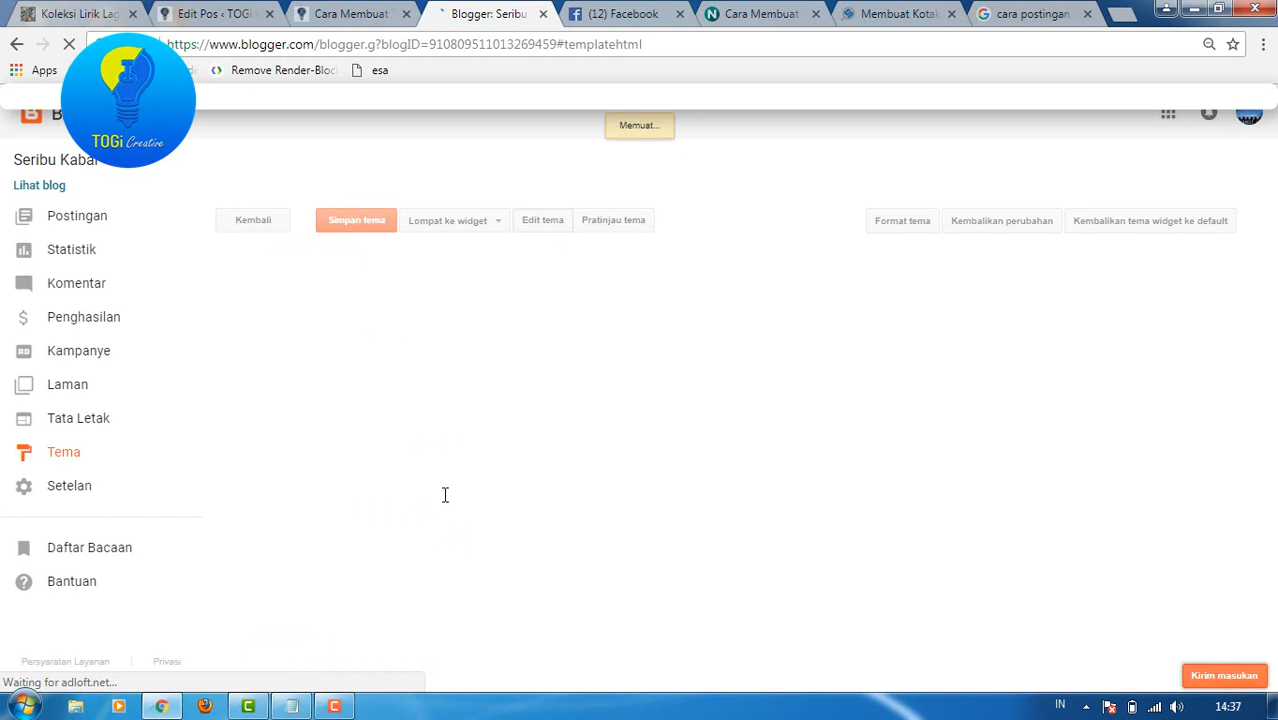 Koleksi Lirik Lag
Edit Pos ‹ TOGi
Cara Membuat
Blogger: Seribu
(12) Facebook
Cara Membuat
Membuat Kotak
cara postingan
https://www.blogger.com/blogger.g?blogID=910809511013269459#templatehtml
Apps
Remove Render-Bloc
esa
TOGi Creative
Memuat...
Seribu Kabar
Lihat blog
Postingan
Kembali
Simpan tema
Lompat ke widget
Edit tema
Pratinjau tema
Format tema
Kembalikan perubahan
Kembalikan tema widget ke default
Statistik
Komentar
Penghasilan
Kampanye
Laman
Tata Letak
Tema
Setelan
Daftar Bacaan
Bantuan
Persyaratan Layanan
Privasi
Waiting for adloft.net...
Kirim masukan
IN
14:37